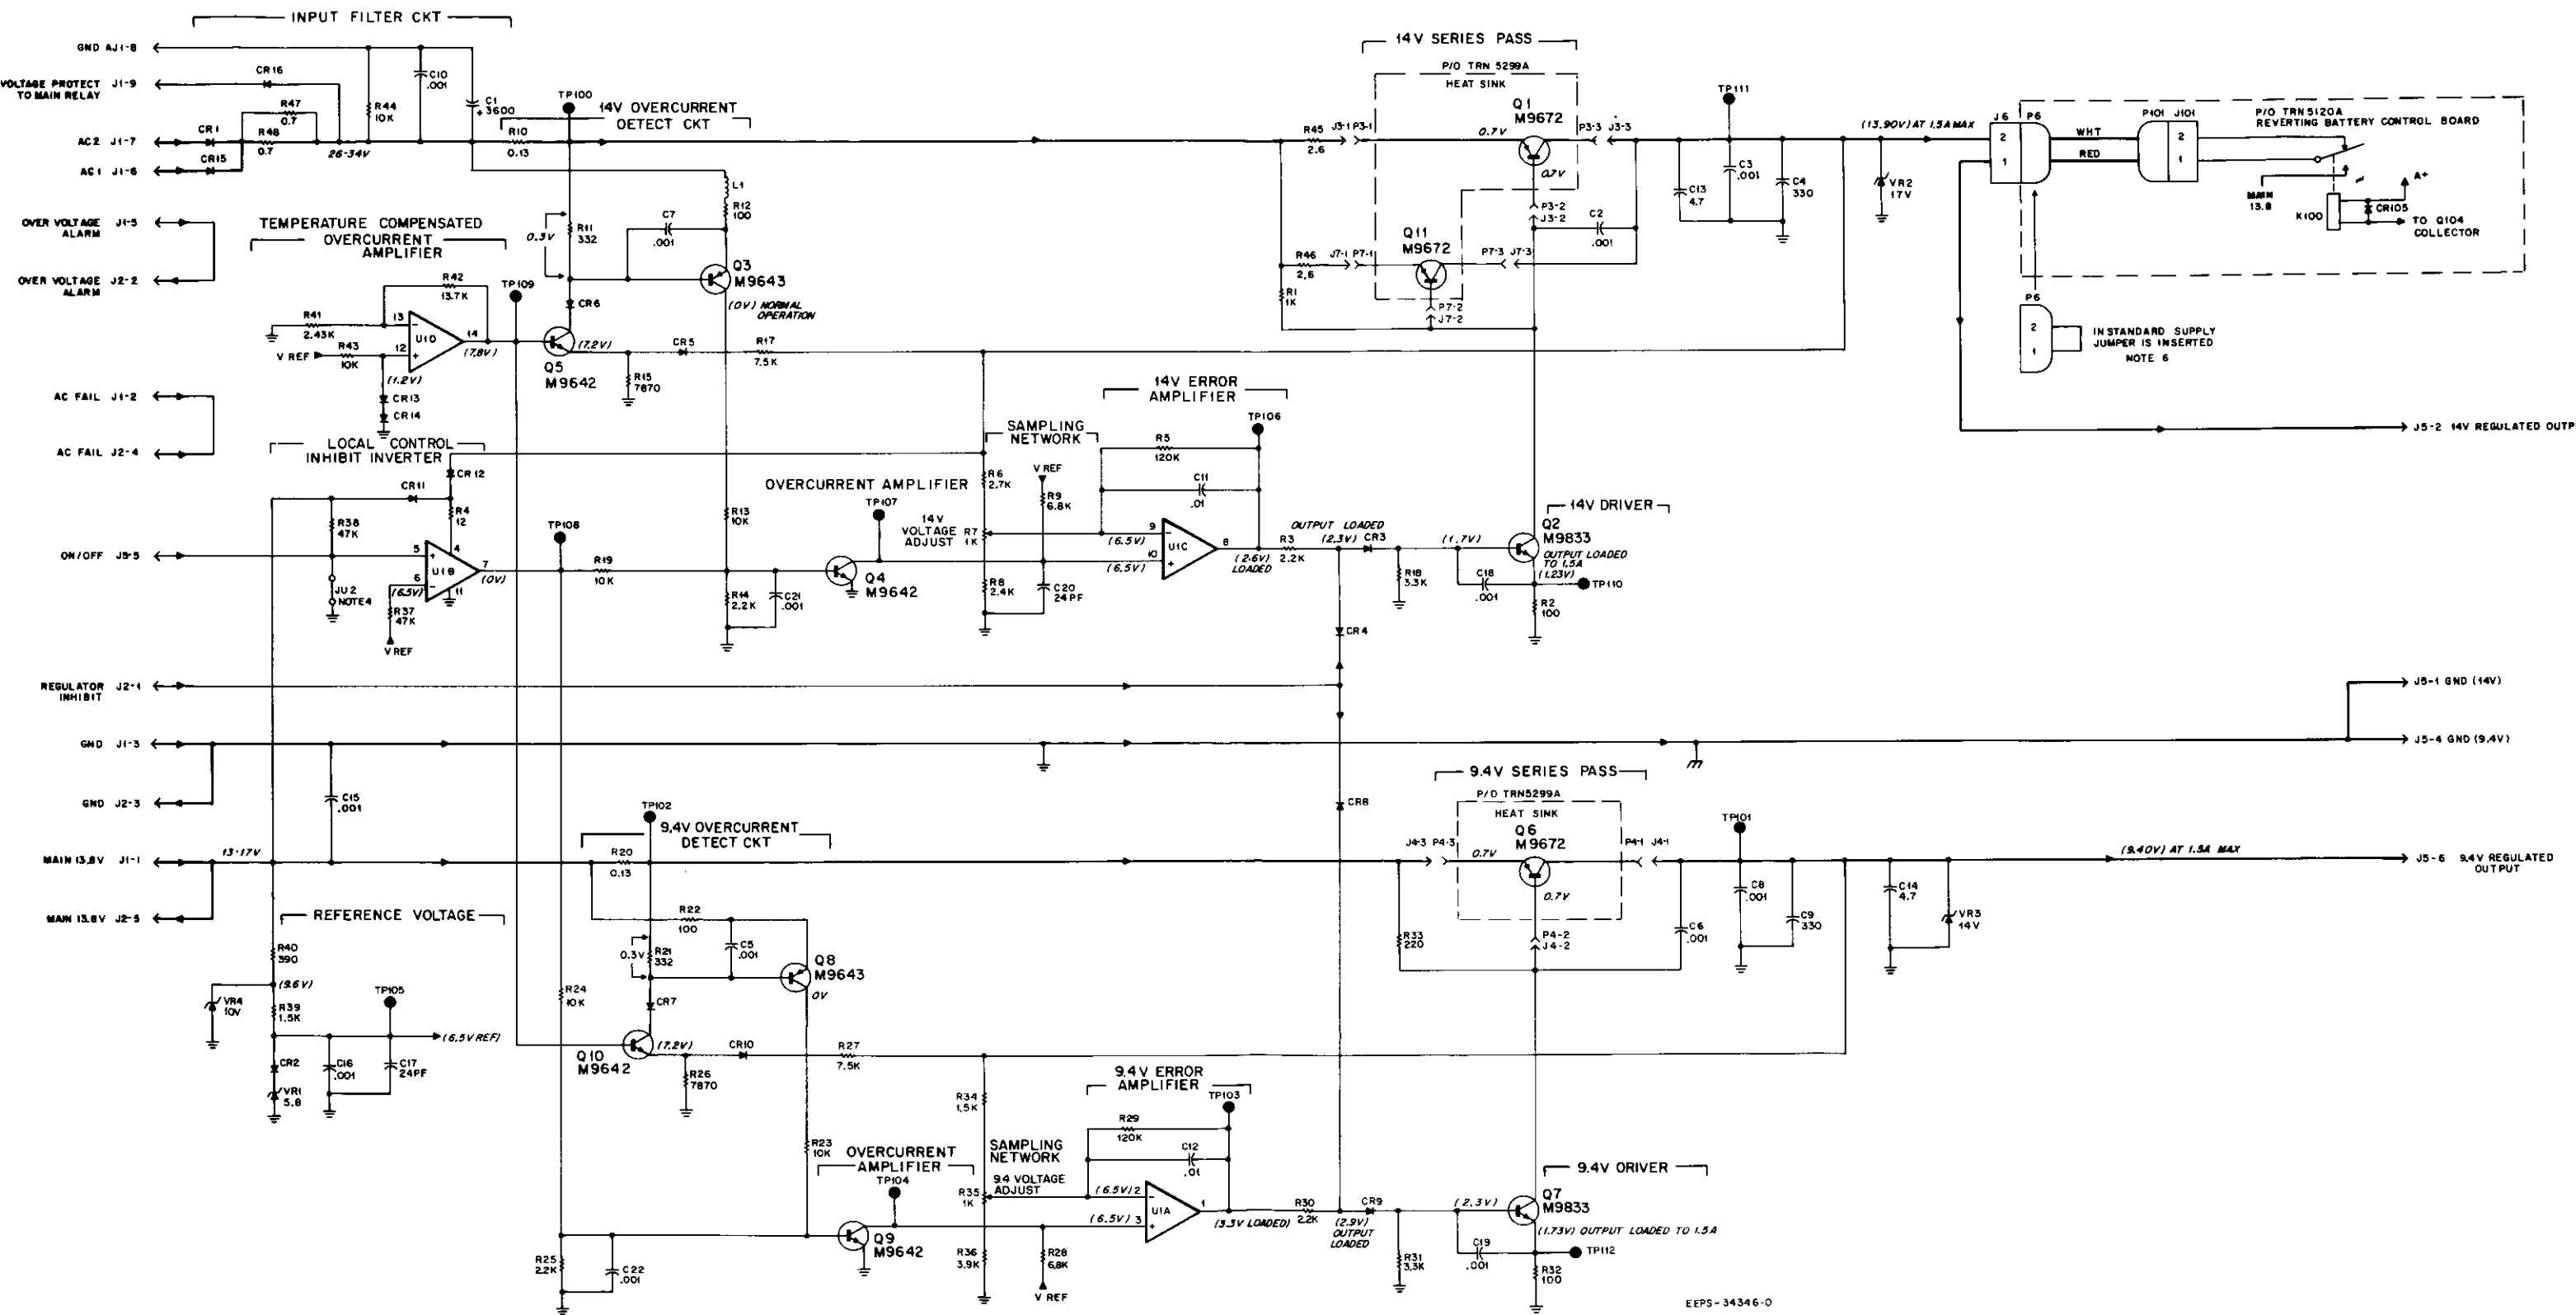 INPUT FILTER CKT
GND AJ1-8
VOLTAGE PROTECT J1-9
TO MAIN RELAY
CR16
R47
0.7
R48
0.7
R44
10K
C10
.001
C1
+ 3600
AC2 J1-7
CR1
CR15
AC1 J1-6
26-34V
R10
0.13
TP100
14V OVERCURRENT
DETECT CKT
OVER VOLTAGE J1-5
ALARM
OVER VOLTAGE J2-2
ALARM
TEMPERATURE COMPENSATED
OVERCURRENT
AMPLIFIER
0.3V
R11
332
C7
.001
L1
R12
100
Q3
M9643
(0V) NORMAL
OPERATION
CR6
R42
13.7K
R41
2.43K
V REF
R43
10K
13
12
14
U1D
(7.8V)
(1.2V)
CR13
CR14
TP109
Q5
M9642
(7.2V)
R15
7870
CR5
R17
7.5K
14V SERIES PASS
P/O TRN 5299A
HEAT SINK
Q1
M9672
0.7V
0.7V
R45
2.6
J3-1 P3-1
P3-3 J3-3
P3-2
J3-2
Q11
M9672
R46
2.6
J7-1 P7-1
P7-3 J7-3
P7-2
J7-2
R1
1K
C2
.001
TP111
C13
4.7
C3
.001
C4
330
(13.90V) AT 1.5A MAX
VR2
17V
J6 P6
2
1
WHT
RED
P101 J101
2
1
P/O TRN5120A
REVERTING BATTERY CONTROL BOARD
MAIN
13.8
K100
A+
CR105
TO Q104
COLLECTOR
P6
2
1
IN STANDARD SUPPLY
JUMPER IS INSERTED
NOTE 6
J5-2 14V REGULATED OUTP
AC FAIL J1-2
AC FAIL J2-4
LOCAL CONTROL
INHIBIT INVERTER
CR12
CR11
R4
12
R38
47K
ON/OFF J5-5
5
6
4
7
11
U1B
(0V)
(6.5V)
JU2
NOTE4
R37
47K
V REF
TP108
R19
10K
R13
10K
R14
2.2K
C21
.001
OVERCURRENT AMPLIFIER
TP107
Q4
M9642
SAMPLING
NETWORK
R6
2.7K
14V
VOLTAGE
ADJUST
R7
1K
R8
2.4K
V REF
R9
6.8K
C20
24PF
14V ERROR
AMPLIFIER
TP106
R5
120K
C11
.01
9
10
8
U1C
(6.5V)
(6.5V)
(2.6V)
LOADED
R3
2.2K
OUTPUT LOADED
(2.3V)
CR3
(1.7V)
R18
3.3K
C18
.001
14V DRIVER
Q2
M9833
OUTPUT LOADED
TO 1.5A
(1.23V)
TP110
R2
100
CR4
REGULATOR J2-1
INHIBIT
J5-1 GND (14V)
GND J1-3
J5-4 GND (9.4V)
GND J2-3
C15
.001
CR8
MAIN 13.8V J1-1
13-17V
MAIN 13.8V J2-5
9.4V OVERCURRENT
DETECT CKT
TP102
R20
0.13
R22
100
0.3V
R21
332
C5
.001
Q8
M9643
0V
CR7
R24
10K
Q10
M9642
(7.2V)
CR10
R27
7.5K
R26
7870
REFERENCE VOLTAGE
R40
390
(9.6V)
VR4
10V
R39
1.5K
TP105
(6.5V REF)
CR2
VR1
5.8
C16
.001
C17
24PF
9.4V SERIES PASS
P/O TRN5299A
HEAT SINK
Q6
M9672
J4-3 P4-3
0.7V
0.7V
P4-1 J4-1
P4-2
J4-2
R33
220
C6
.001
TP101
C8
.001
C9
330
C14
4.7
VR3
14V
(9.40V) AT 1.5A MAX
J5-6 9.4V REGULATED
OUTPUT
R23
10K
OVERCURRENT
AMPLIFIER
TP104
Q9
M9642
R25
2.2K
C22
.001
R34
1.5K
SAMPLING
NETWORK
9.4 VOLTAGE
ADJUST
R35
1K
R36
3.9K
R28
6.8K
V REF
9.4V ERROR
AMPLIFIER
TP103
R29
120K
C12
.01
(6.5V) 2
(6.5V) 3
1
U1A
(3.3V LOADED)
R30
2.2K
(2.9V)
OUTPUT
LOADED
CR9
(2.3V)
R31
3.3K
C19
.001
9.4V DRIVER
Q7
M9833
(1.73V) OUTPUT LOADED TO 1.5A
TP112
R32
100
EEPS-34346-O